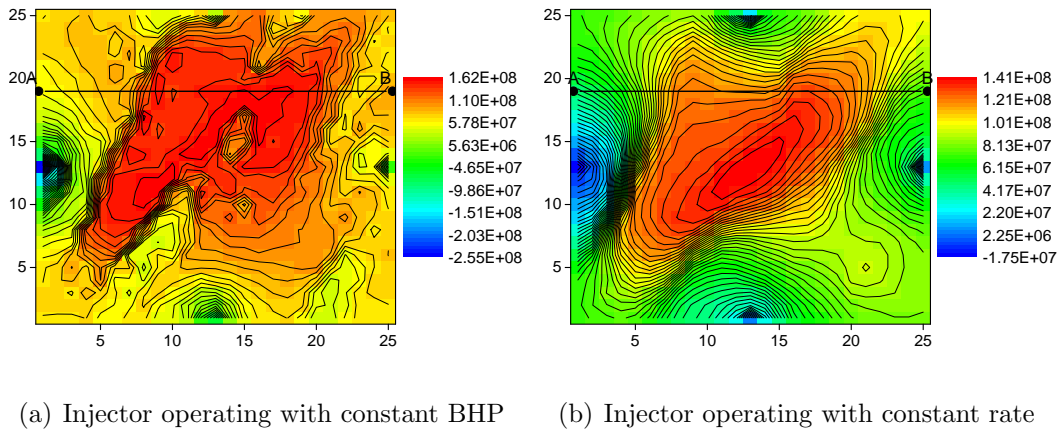 25
20
15
10
5
5
10
15
20
25
A
B
1.62E+08
1.10E+08
5.78E+07
5.63E+06
-4.65E+07
-9.86E+07
-1.51E+08
-2.03E+08
-2.55E+08
25
20
15
10
5
5
10
15
20
25
A
B
1.41E+08
1.21E+08
1.01E+08
8.13E+07
6.15E+07
4.17E+07
2.20E+07
2.25E+06
-1.75E+07
(a) Injector operating with constant BHP
(b) Injector operating with constant rate